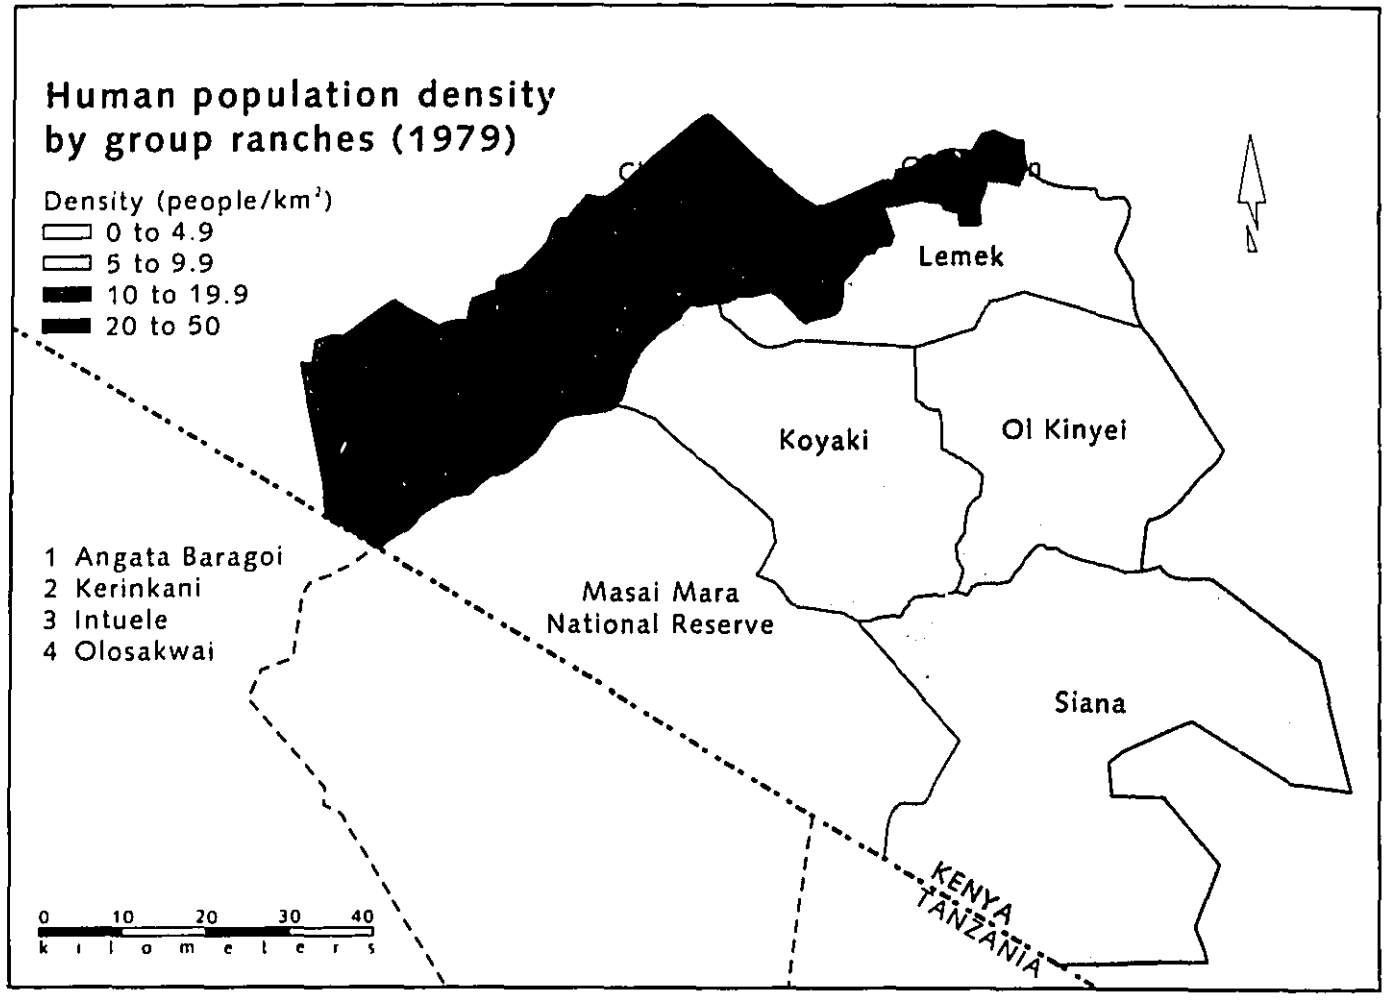 Human population density
by group ranches (1979)
Density (people/km²)
0 to 4.9
5 to 9.9
10 to 19.9
20 to 50
Lemek
Koyaki
Ol Kinyei
1 Angata Baragoi
2 Kerinkani
3 Intuele
4 Olosakwai
Masai Mara
National Reserve
Siana
KENYA
TANZANIA
0 10 20 30 40
kilometers